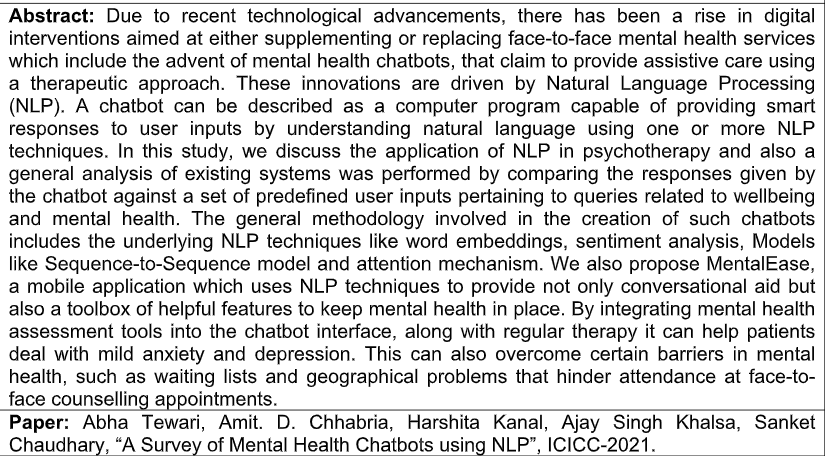 Abstract: Due to recent technological advancements, there has been a rise in digital
interventions aimed at either supplementing or replacing face-to-face mental health services
which include the advent of mental health chatbots, that claim to provide assistive care using
a therapeutic approach. These innovations are driven by Natural Language Processing
(NLP). A chatbot can be described as a computer program capable of providing smart
responses to user inputs by understanding natural language using one or more NLP
techniques. In this study, we discuss the application of NLP in psychotherapy and also a
general analysis of existing systems was performed by comparing the responses given by
the chatbot against a set of predefined user inputs pertaining to queries related to wellbeing
and mental health. The general methodology involved in the creation of such chatbots
includes the underlying NLP techniques like word embeddings, sentiment analysis, Models
like Sequence-to-Sequence model and attention mechanism. We also propose MentalEase,
a mobile application which uses NLP techniques to provide not only conversational aid but
also a toolbox of helpful features to keep mental health in place. By integrating mental health
assessment tools into the chatbot interface, along with regular therapy it can help patients
deal with mild anxiety and depression. This can also overcome certain barriers in mental
health, such as waiting lists and geographical problems that hinder attendance at face-to-
face counselling appointments.
Paper: Abha Tewari, Amit. D. Chhabria, Harshita Kanal, Ajay Singh Khalsa, Sanket
Chaudhary, “A Survey of Mental Health Chatbots using NLP”, ICICC-2021.